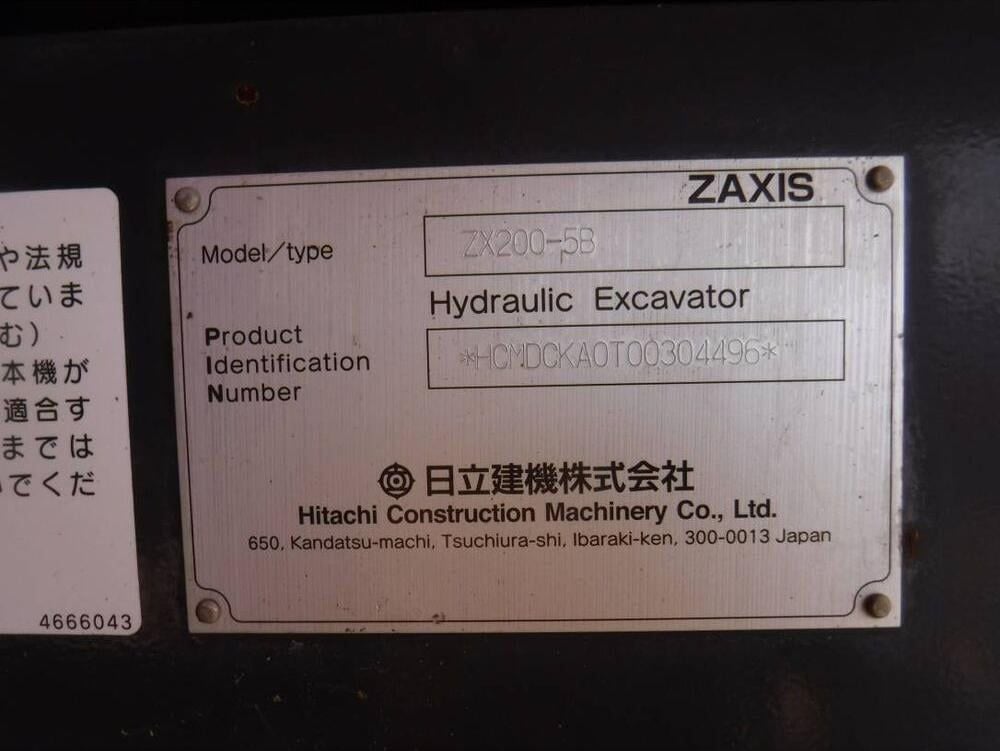 や法規
ていま
む）
本機が
適合す
までは
でくだ
4666043
ZAXIS
Model/type ZX200-5B
Hydraulic Excavator
Product
Identification
Number
*HCMDCKA0T00304496*
日立建機株式会社
Hitachi Construction Machinery Co., Ltd.
650, Kandatsu-machi, Tsuchiura-shi, Ibaraki-ken, 300-0013 Japan